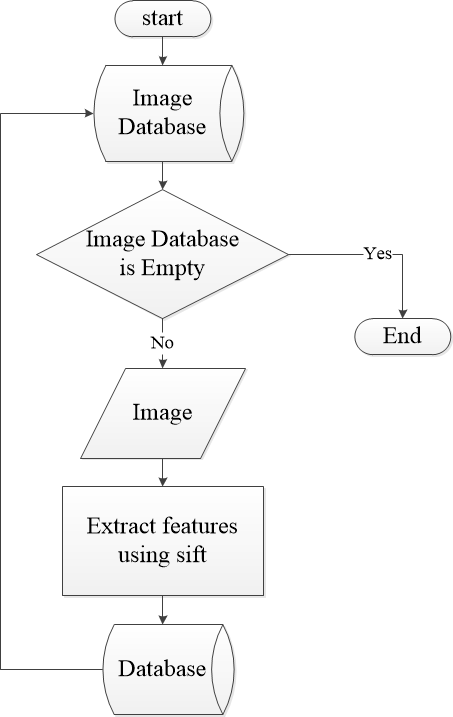 start
Image
Database
Image Database
is Empty
Yes
End
No
Image
Extract features
using sift
Database